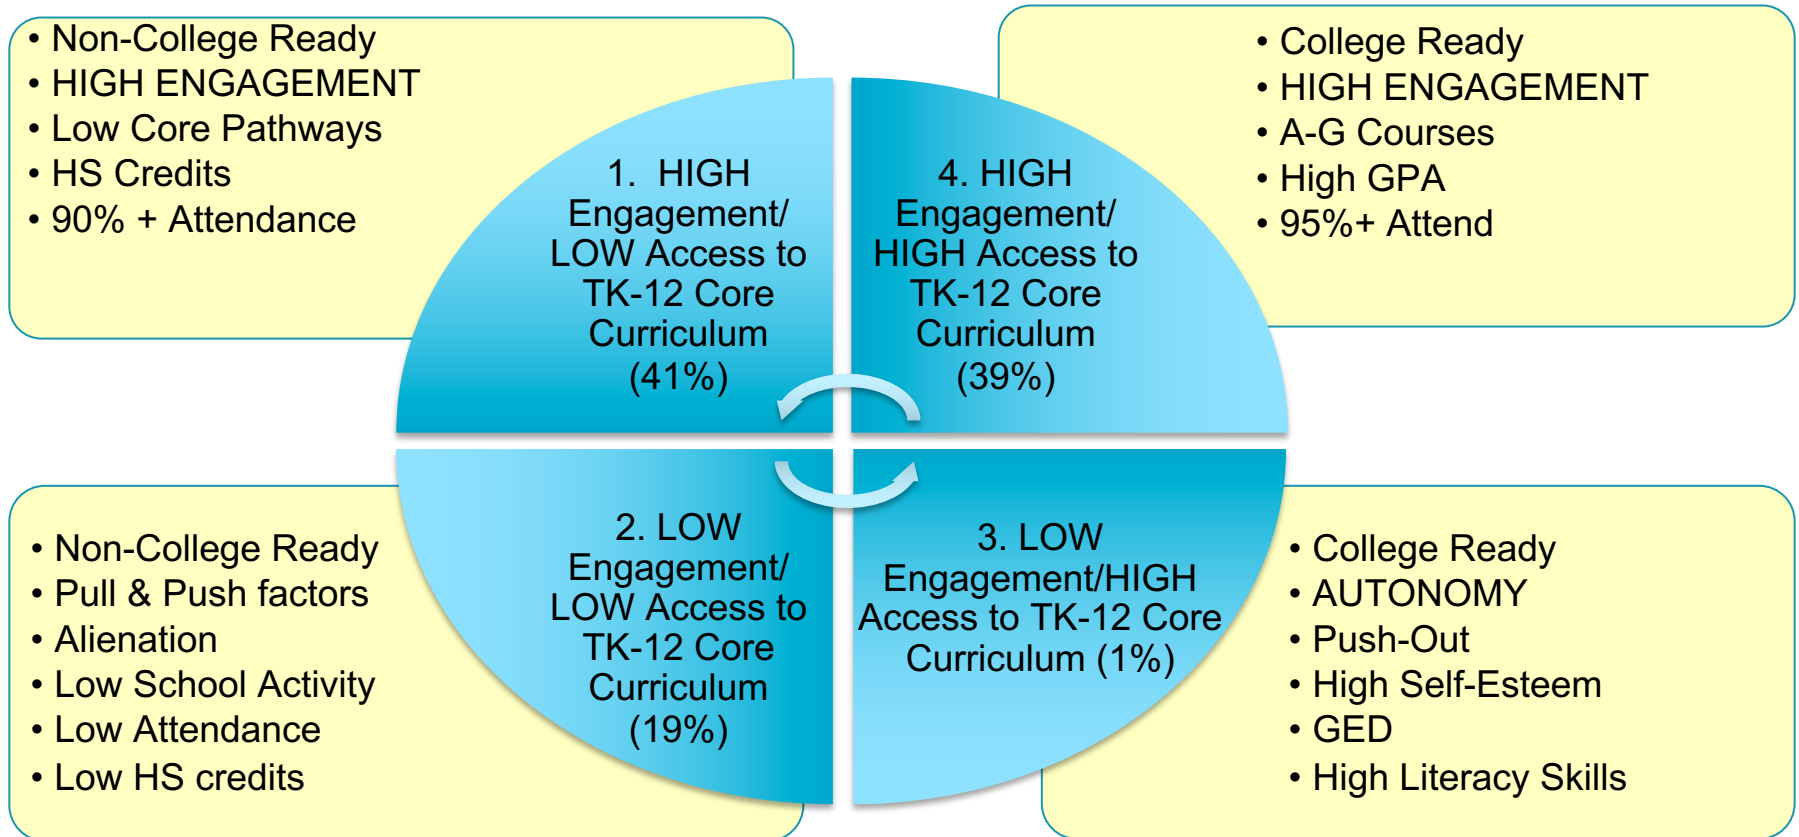 • Non-College Ready
• HIGH ENGAGEMENT
• Low Core Pathways
• HS Credits
• 90% + Attendance
1. HIGH
Engagement/
LOW Access to
TK-12 Core
Curriculum
(41%)
4. HIGH
Engagement/
HIGH Access to
TK-12 Core
Curriculum
(39%)
• College Ready
• HIGH ENGAGEMENT
• A-G Courses
• High GPA
• 95%+ Attend
• Non-College Ready
• Pull & Push factors
• Alienation
• Low School Activity
• Low Attendance
• Low HS credits
2. LOW
Engagement/
LOW Access to
TK-12 Core
Curriculum
(19%)
3. LOW
Engagement/HIGH
Access to TK-12 Core
Curriculum (1%)
• College Ready
• AUTONOMY
• Push-Out
• High Self-Esteem
• GED
• High Literacy Skills